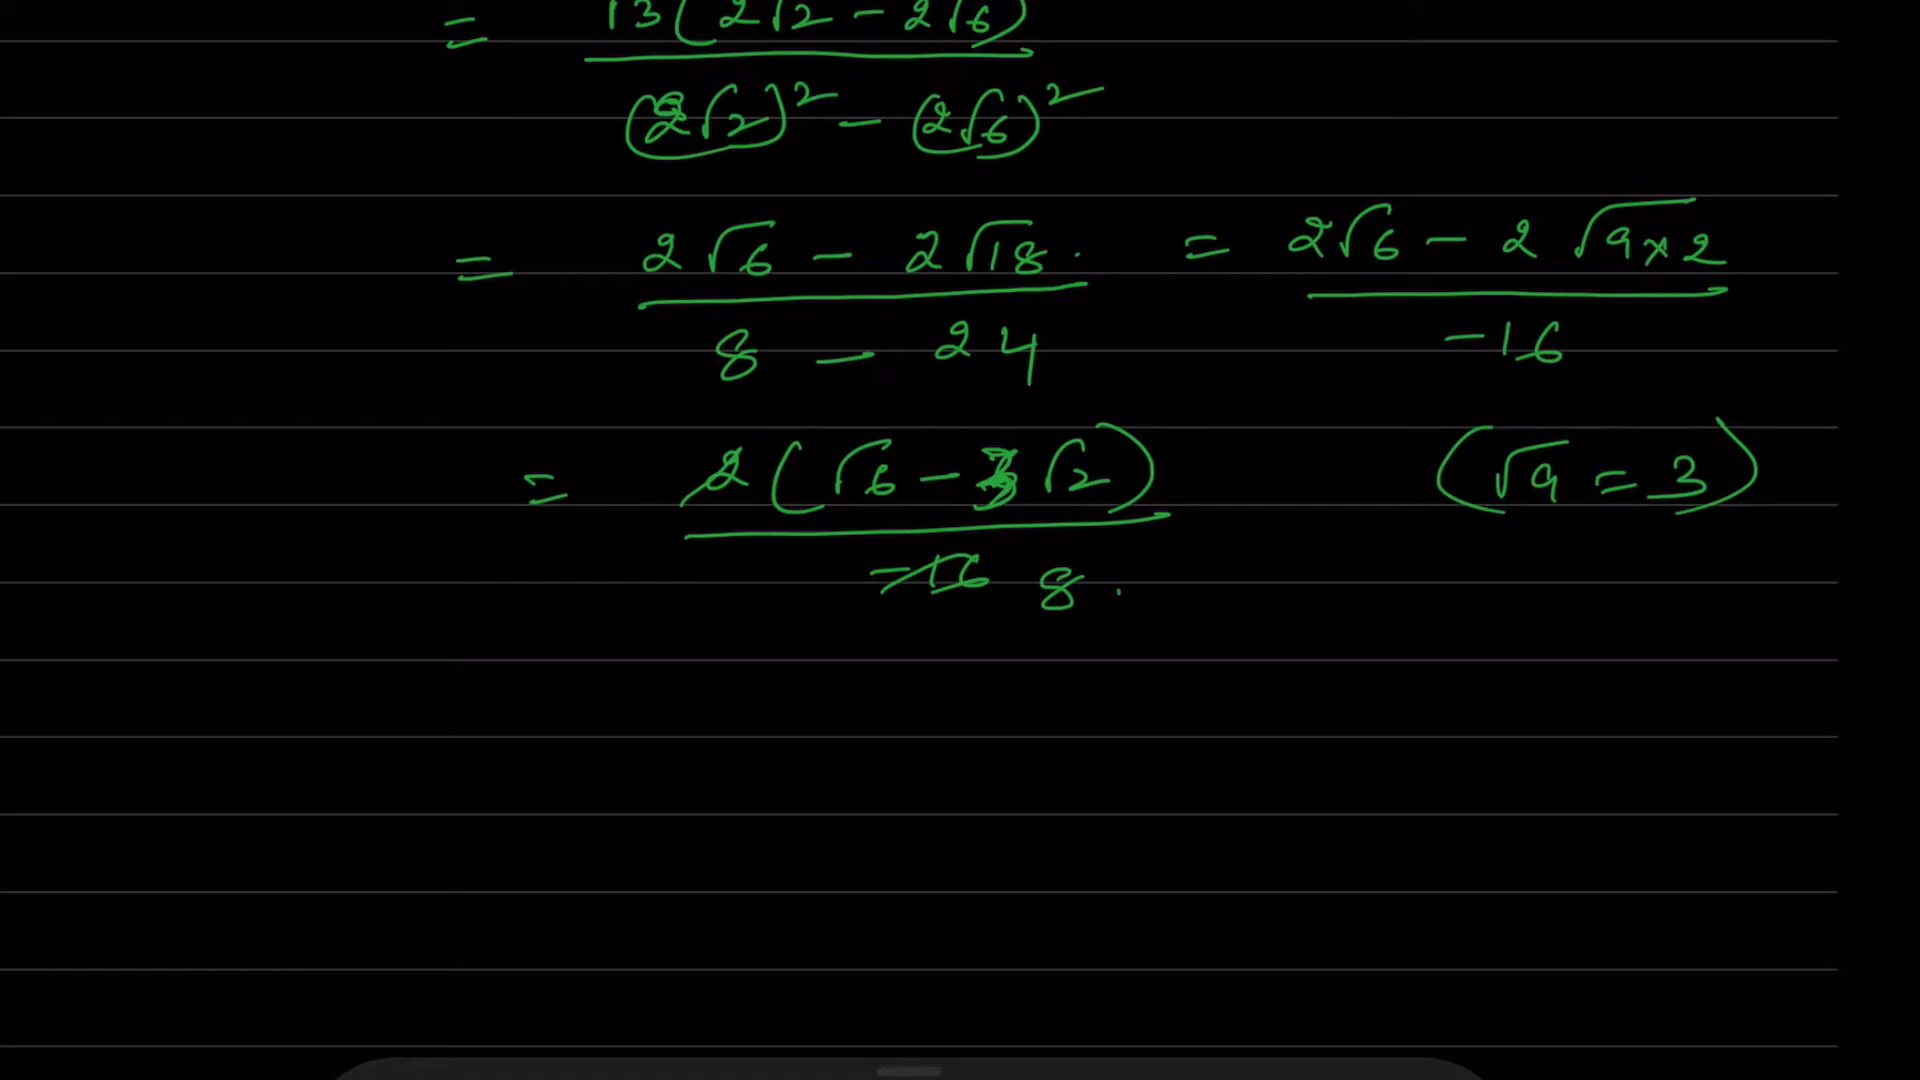 = √3(2√2 - 2√6)
(2√2)² - (2√6)²
= 2√6 - 2√18. = 2√6 - 2√9×2
8 - 24 -16
= 2(√6 - 3√2) (√9 = 3)
-16 8.